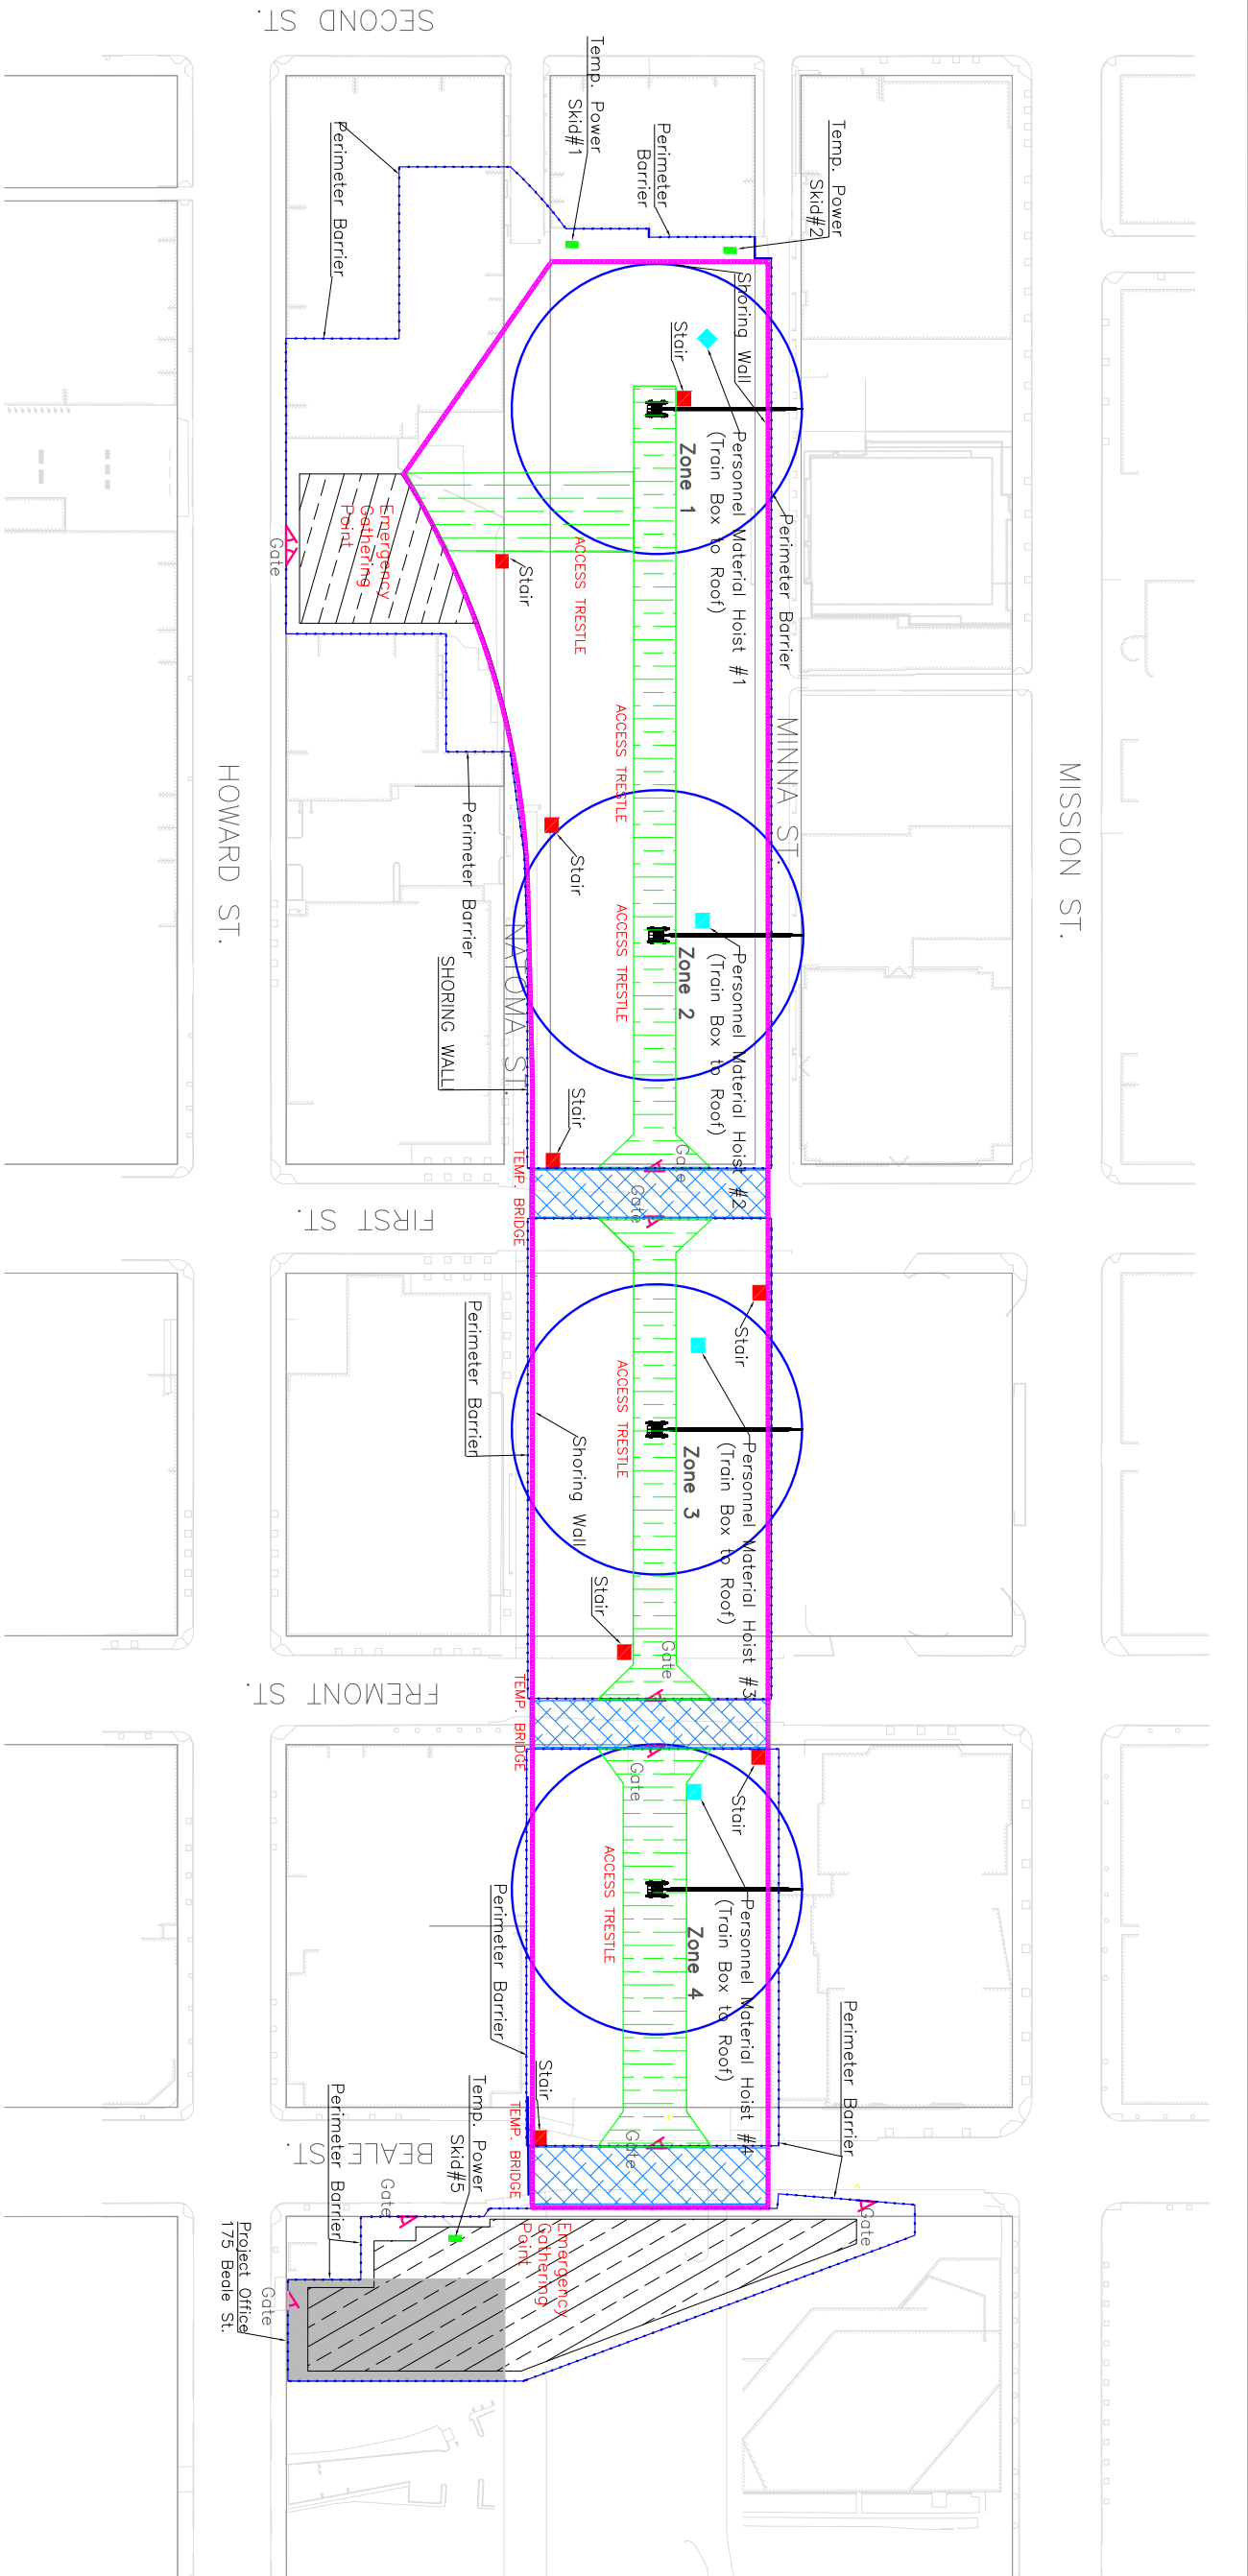 SECOND ST.
Temp. Power
Skid#1
Perimeter
Barrier
Temp. Power
Skid#2
Perimeter Barrier
Shoring Wall
Stair
Personnel Material Hoist #1
(Train Box to Roof)
Zone 1
Perimeter Barrier
Emergency
Gathering
Point
Gate
Stair
ACCESS TRESTLE
ACCESS TRESTLE
MINNA ST.
MISSION ST.
HOWARD ST.
Perimeter Barrier
Stair
ACCESS TRESTLE
NATOMA ST.
SHORING WALL
Zone 2
Personnel Material Hoist #2
(Train Box to Roof)
Stair
Gate
TEMP. BRIDGE
Gate
FIRST ST.
Perimeter Barrier
Stair
ACCESS TRESTLE
Shoring Wall
Zone 3
Personnel Material Hoist #3
(Train Box to Roof)
Stair
Gate
TEMP. BRIDGE
FREMONT ST.
Gate
Stair
ACCESS TRESTLE
Zone 4
Personnel Material Hoist #4
(Train Box to Roof)
Perimeter Barrier
Perimeter Barrier
Stair
TEMP. BRIDGE
Gate
BEALE ST.
Perimeter Barrier
Temp. Power
Skid#5
Gate
Gate
Emergency
Gathering
Point
Project Office
175 Beale St.
Gate